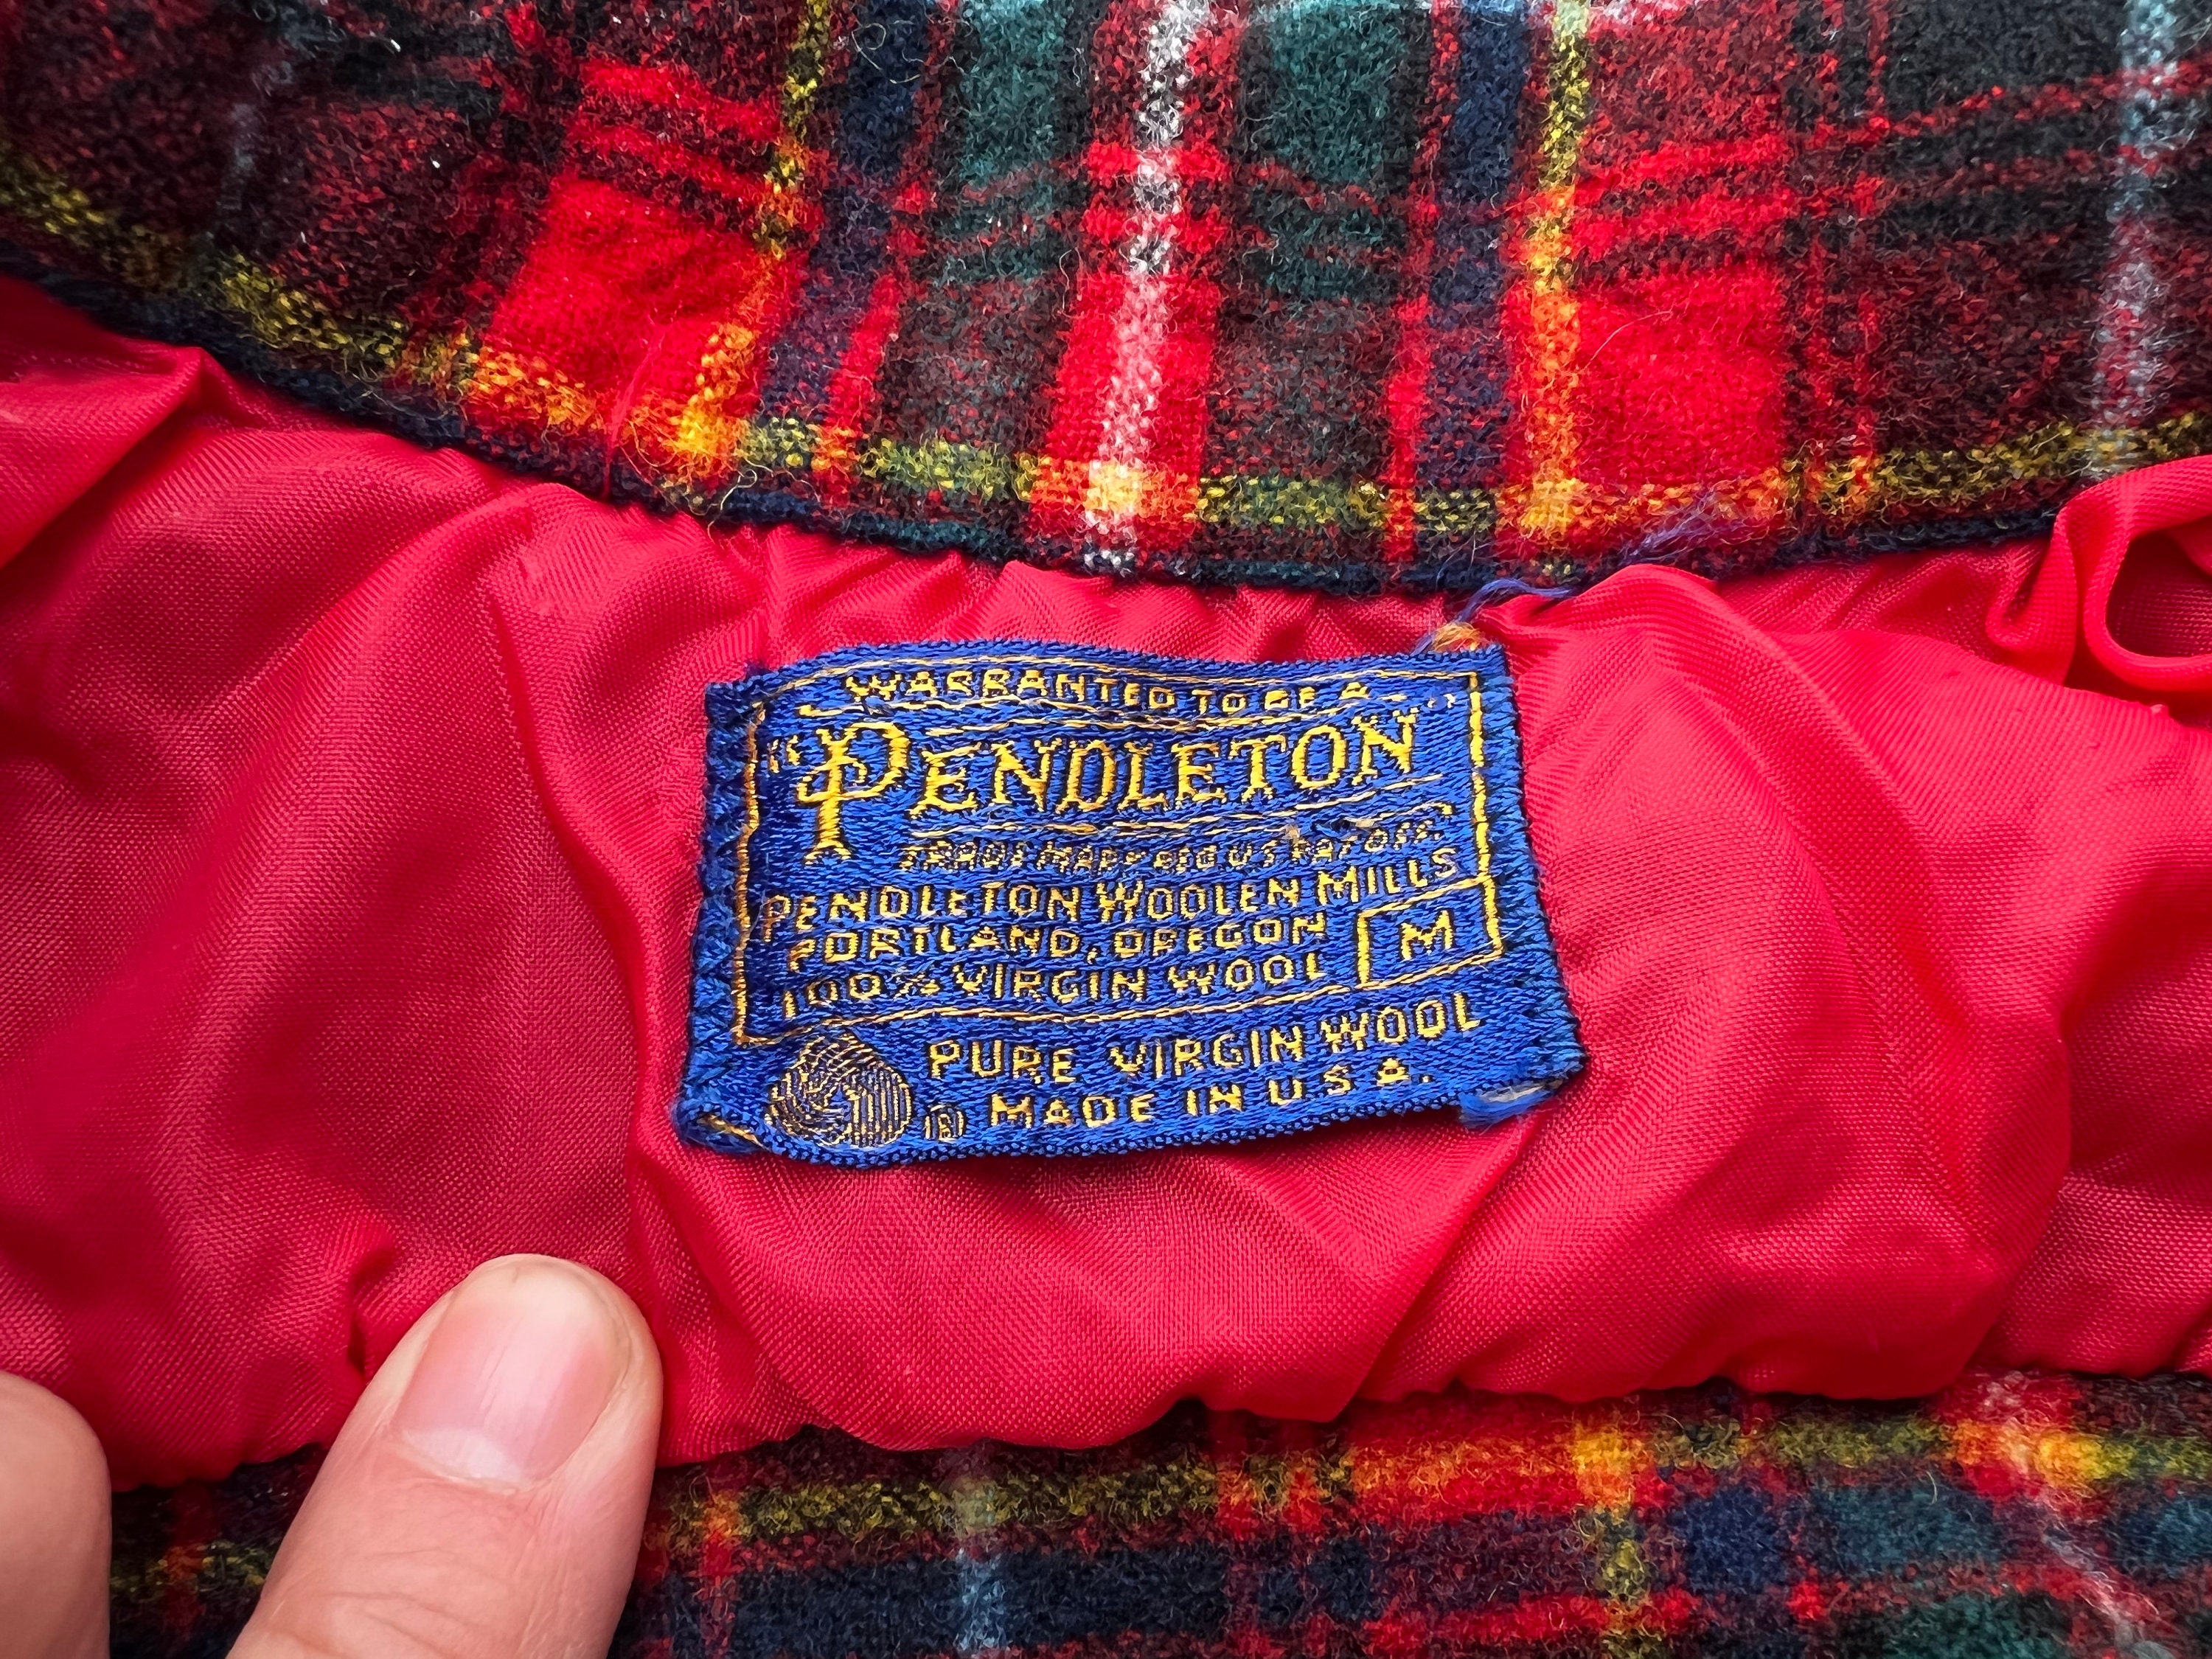 WARRANTED TO BE A
"PENDLETON"
TRADE MARK REG U S PAT OFF.
PENDLETON WOOLEN MILLS
PORTLAND, OREGON
M
100% VIRGIN WOOL
PURE VIRGIN WOOL
® MADE IN U.S.A.